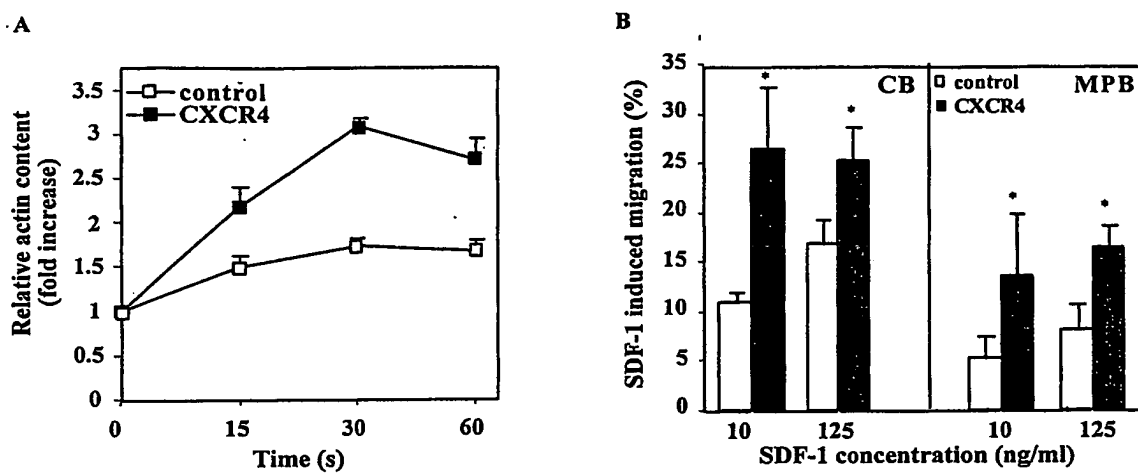 A
Relative actin content
(fold increase)
3.5
3
2.5
2
1.5
1
0.5
0
control
CXCR4
0 15 30 60
Time (s)
B
SDF-1 induced migration (%)
35
30
25
20
15
10
5
0
CB
MPB
control
CXCR4
* * * *
10 125 10 125
SDF-1 concentration (ng/ml)